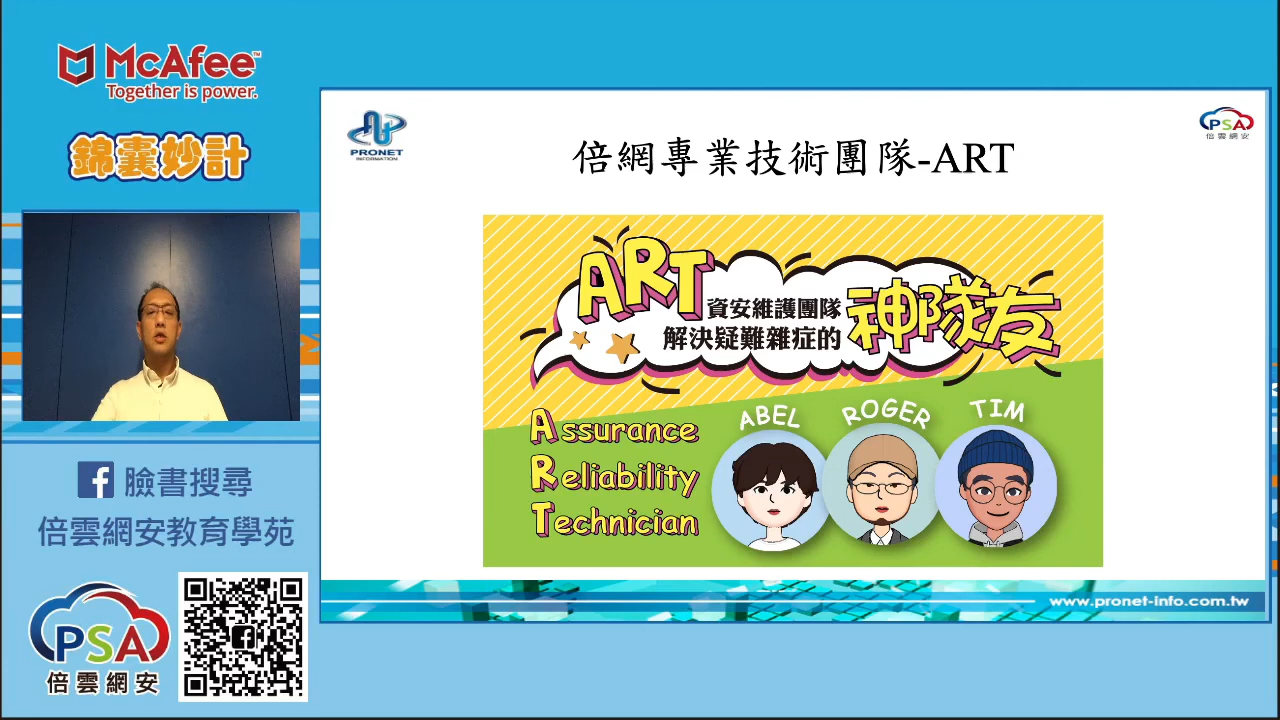 McAfee™
Together is power.
錦囊妙計
臉書搜尋
倍雲網安教育學苑
PSA
倍雲網安
PRONET
INFORMATION
PSA
倍雲網安
倍網專業技術團隊-ART
ART
資安維護團隊
解決疑難雜症的
神隊友
Assurance
Reliability
Technician
ABEL
ROGER
TIM
www.pronet-info.com.tw